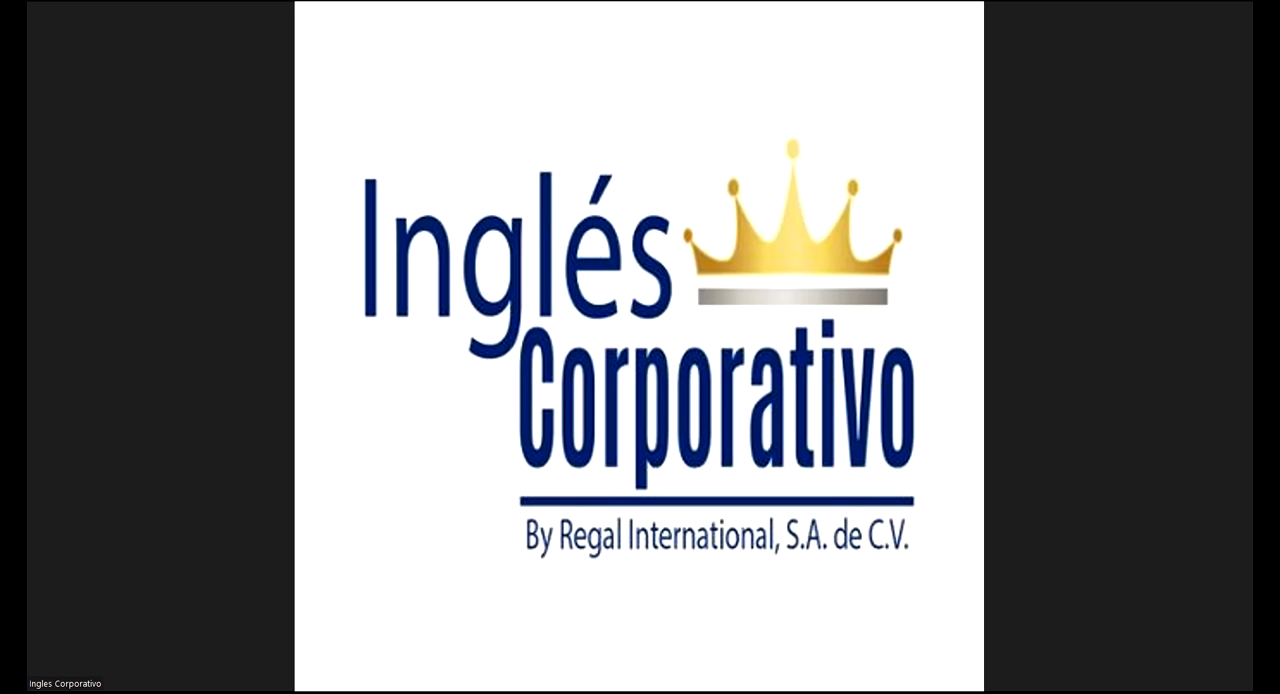 Inglés
Corporativo
By Regal International, S.A. de C.V.
Ingles Corporativo